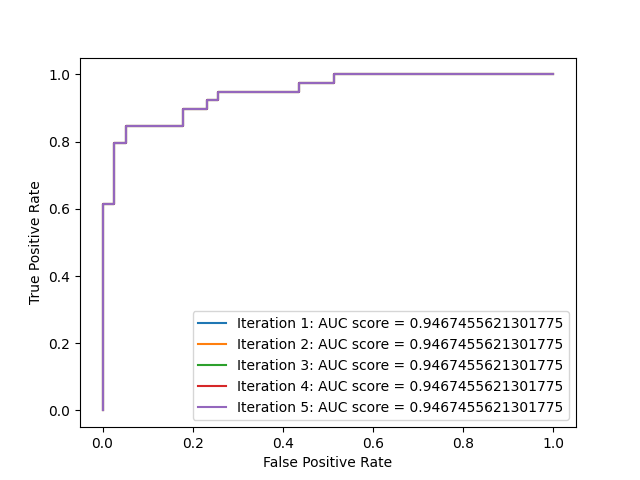 1.0
0.8
0.6
0.4
0.2
0.0
True Positive Rate
Iteration 1: AUC score = 0.9467455621301775
Iteration 2: AUC score = 0.9467455621301775
Iteration 3: AUC score = 0.9467455621301775
Iteration 4: AUC score = 0.9467455621301775
Iteration 5: AUC score = 0.9467455621301775
0.0 0.2 0.4 0.6 0.8 1.0
False Positive Rate